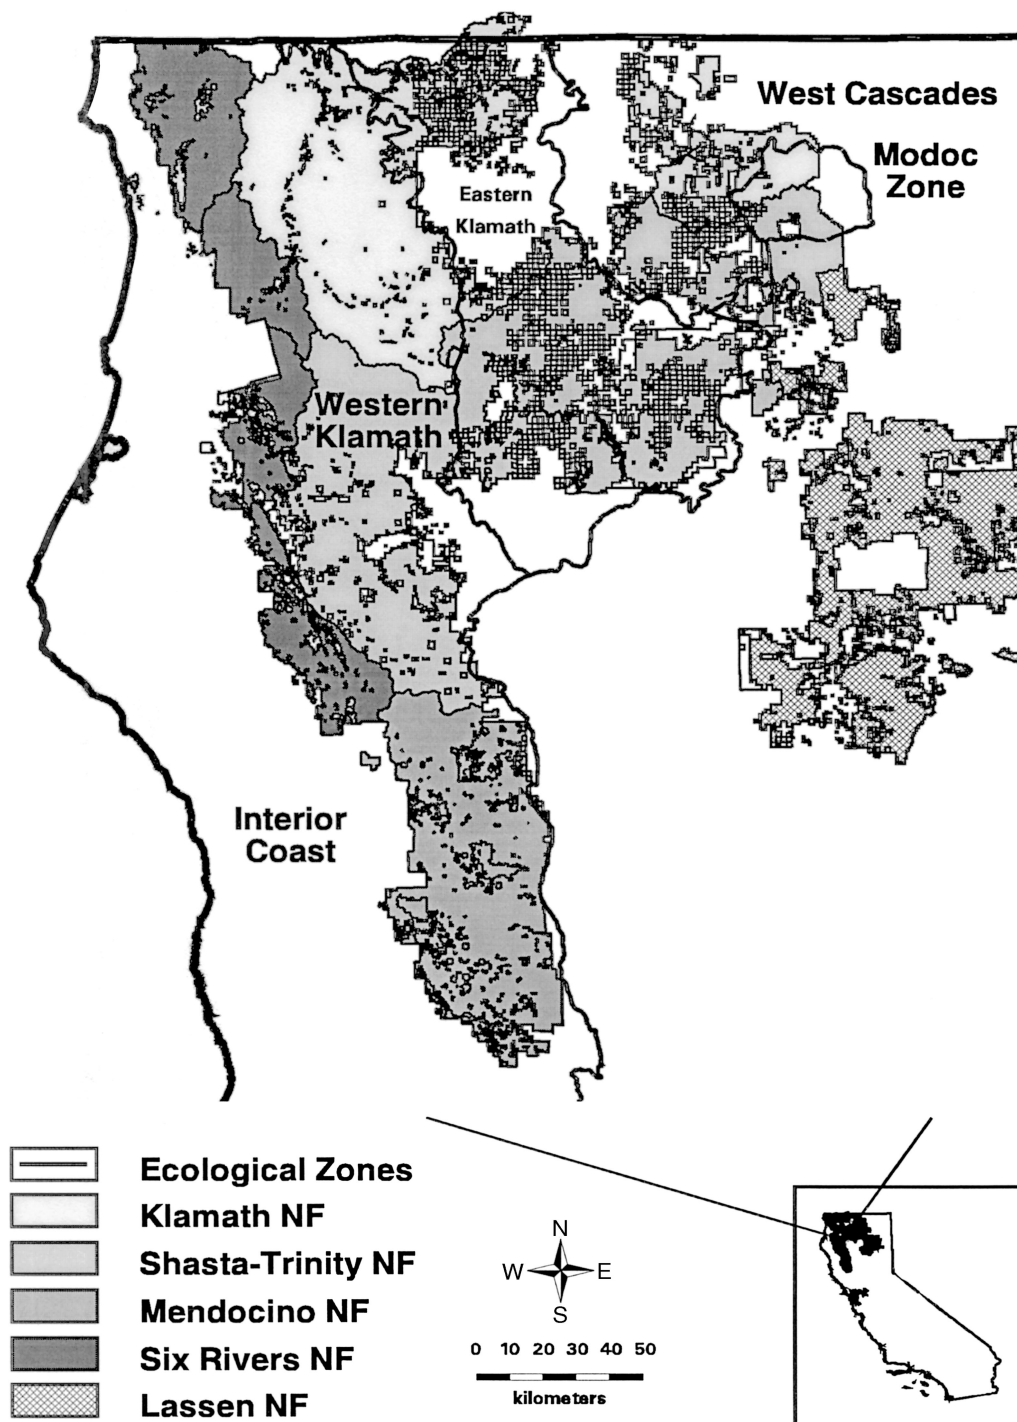 West Cascades
Modoc
Zone
Eastern
Klamath
Western
Klamath
Interior
Coast
Ecological Zones
Klamath NF
Shasta-Trinity NF
Mendocino NF
Six Rivers NF
Lassen NF
N
W E
S
0 10 20 30 40 50
kilometers